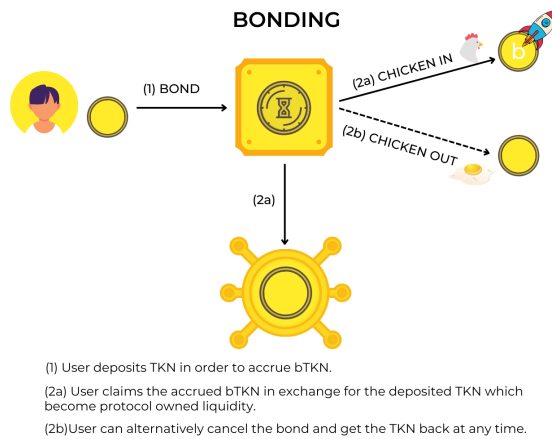 BONDING
(1) BOND
(2a) CHICKEN IN
b
(2b) CHICKEN OUT
(2a)
(1) User deposits TKN in order to accrue bTKN.
(2a) User claims the accrued bTKN in exchange for the deposited TKN which
become protocol owned liquidity.
(2b)User can alternatively cancel the bond and get the TKN back at any time.